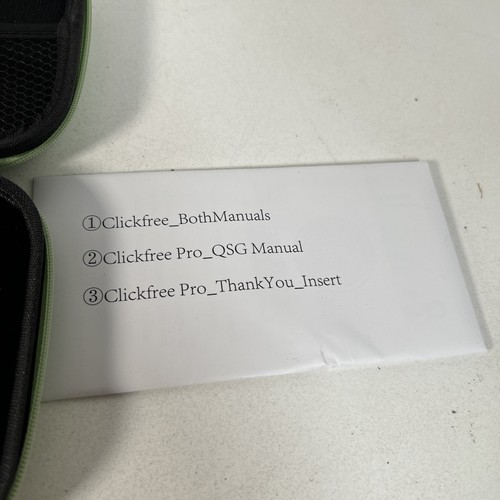 ①Clickfree_BothManuals
②Clickfree Pro_QSG Manual
③Clickfree Pro_ThankYou_Insert